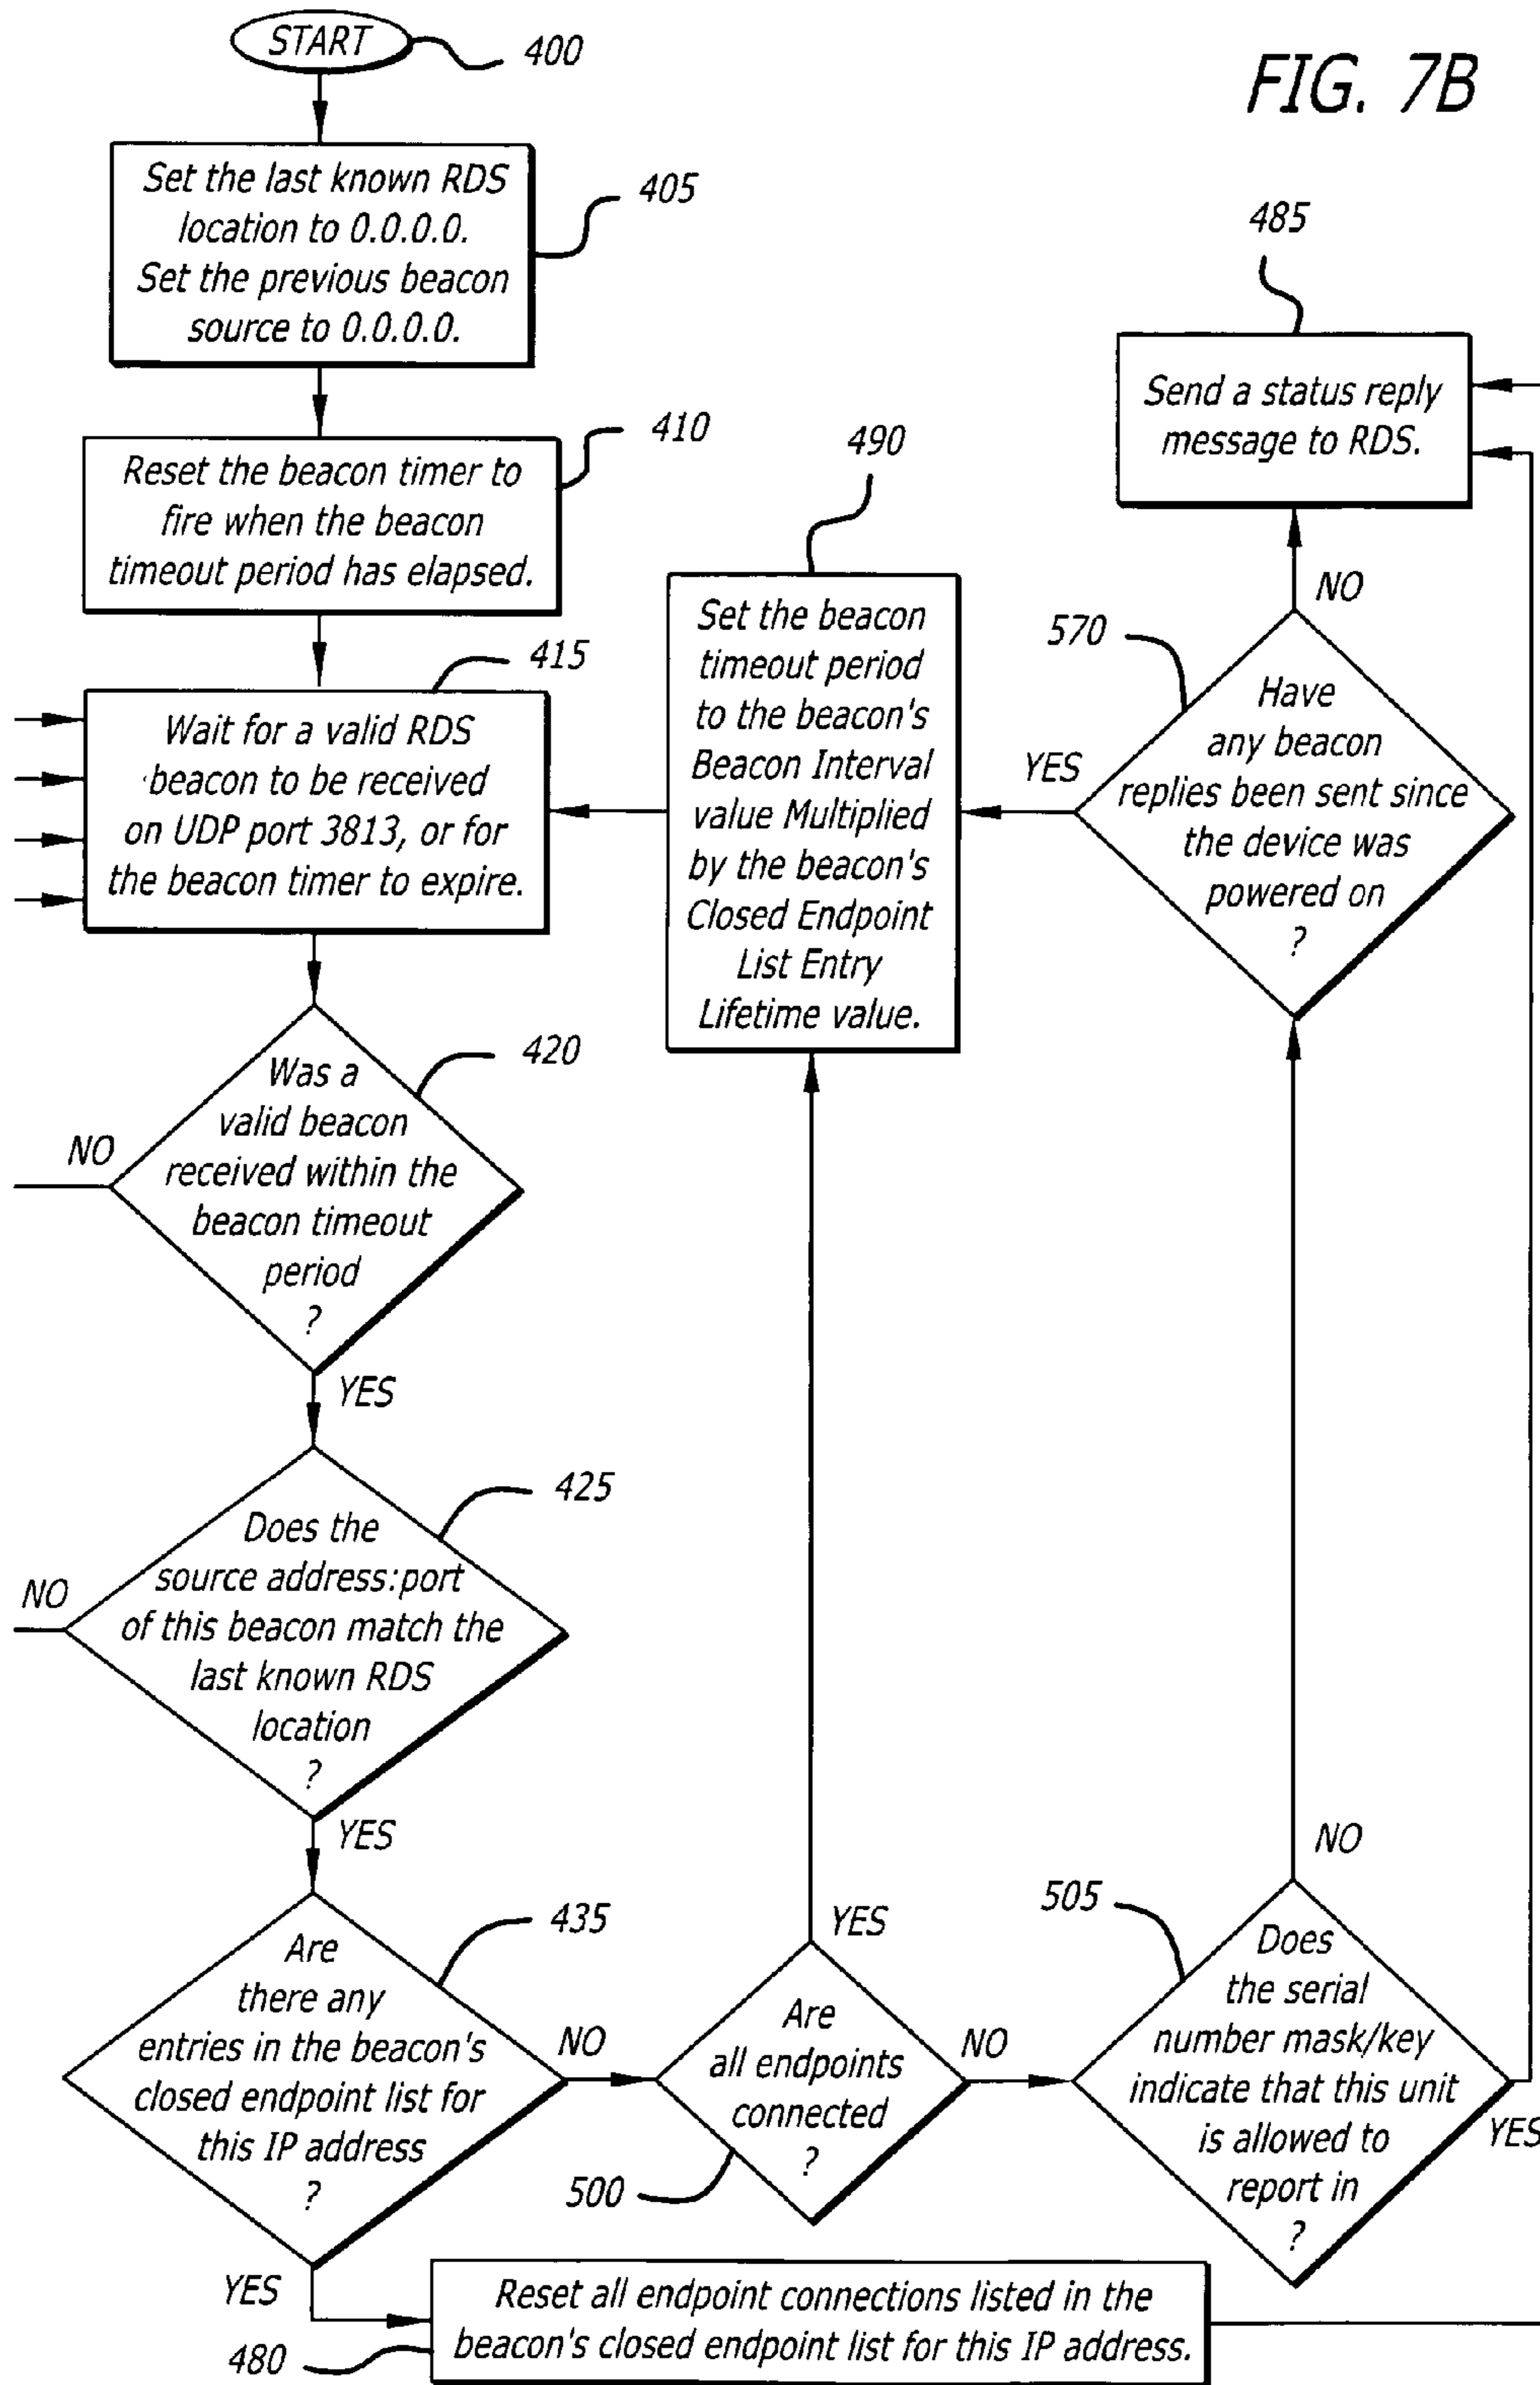 START
400
FIG. 7B
Set the last known RDS
location to 0.0.0.0.
Set the previous beacon
source to 0.0.0.0.
405
Reset the beacon timer to
fire when the beacon
timeout period has elapsed.
410
Wait for a valid RDS
beacon to be received
on UDP port 3813, or for
the beacon timer to expire.
415
Was a
valid beacon
received within the
beacon timeout
period
?
420
NO
YES
Does the
source address:port
of this beacon match the
last known RDS
location
?
425
NO
YES
Are
there any
entries in the beacon's
closed endpoint list for
this IP address
?
435
NO
YES
Reset all endpoint connections listed in the
beacon's closed endpoint list for this IP address.
480
490
Set the beacon
timeout period
to the beacon's
Beacon Interval
value Multiplied
by the beacon's
Closed Endpoint
List Entry
Lifetime value.
YES
Are
all endpoints
connected
?
500
NO
485
Send a status reply
message to RDS.
NO
570
Have
any beacon
replies been sent since
the device was
powered on
?
YES
NO
505
Does
the serial
number mask/key
indicate that this unit
is allowed to
report in
?
YES